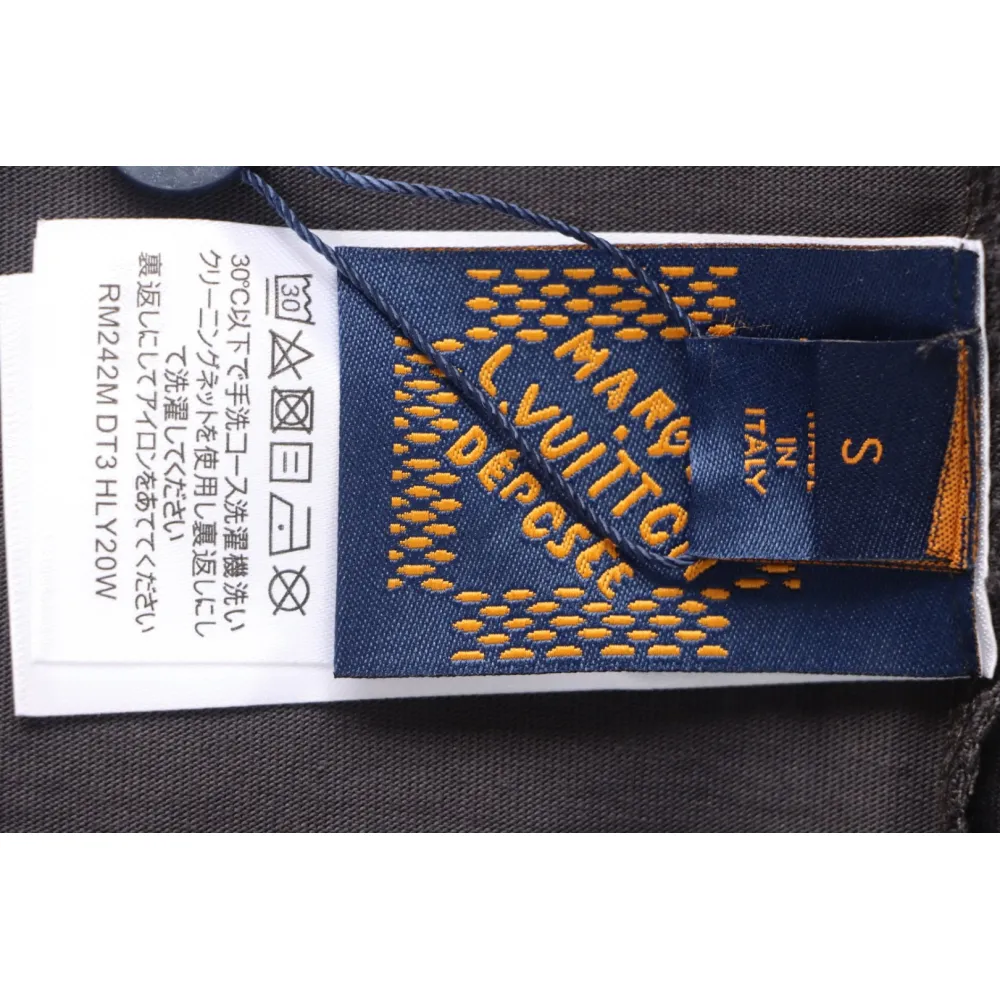 30
30℃以下で手洗コース洗濯機洗い
クリーニングネットを使用し裏返しにし
て洗濯してください
裏返しにしてアイロンをあててください
RM242M DT3 HLY20W
L.VUITTO
DEPOSEE
S
IN
ITALY